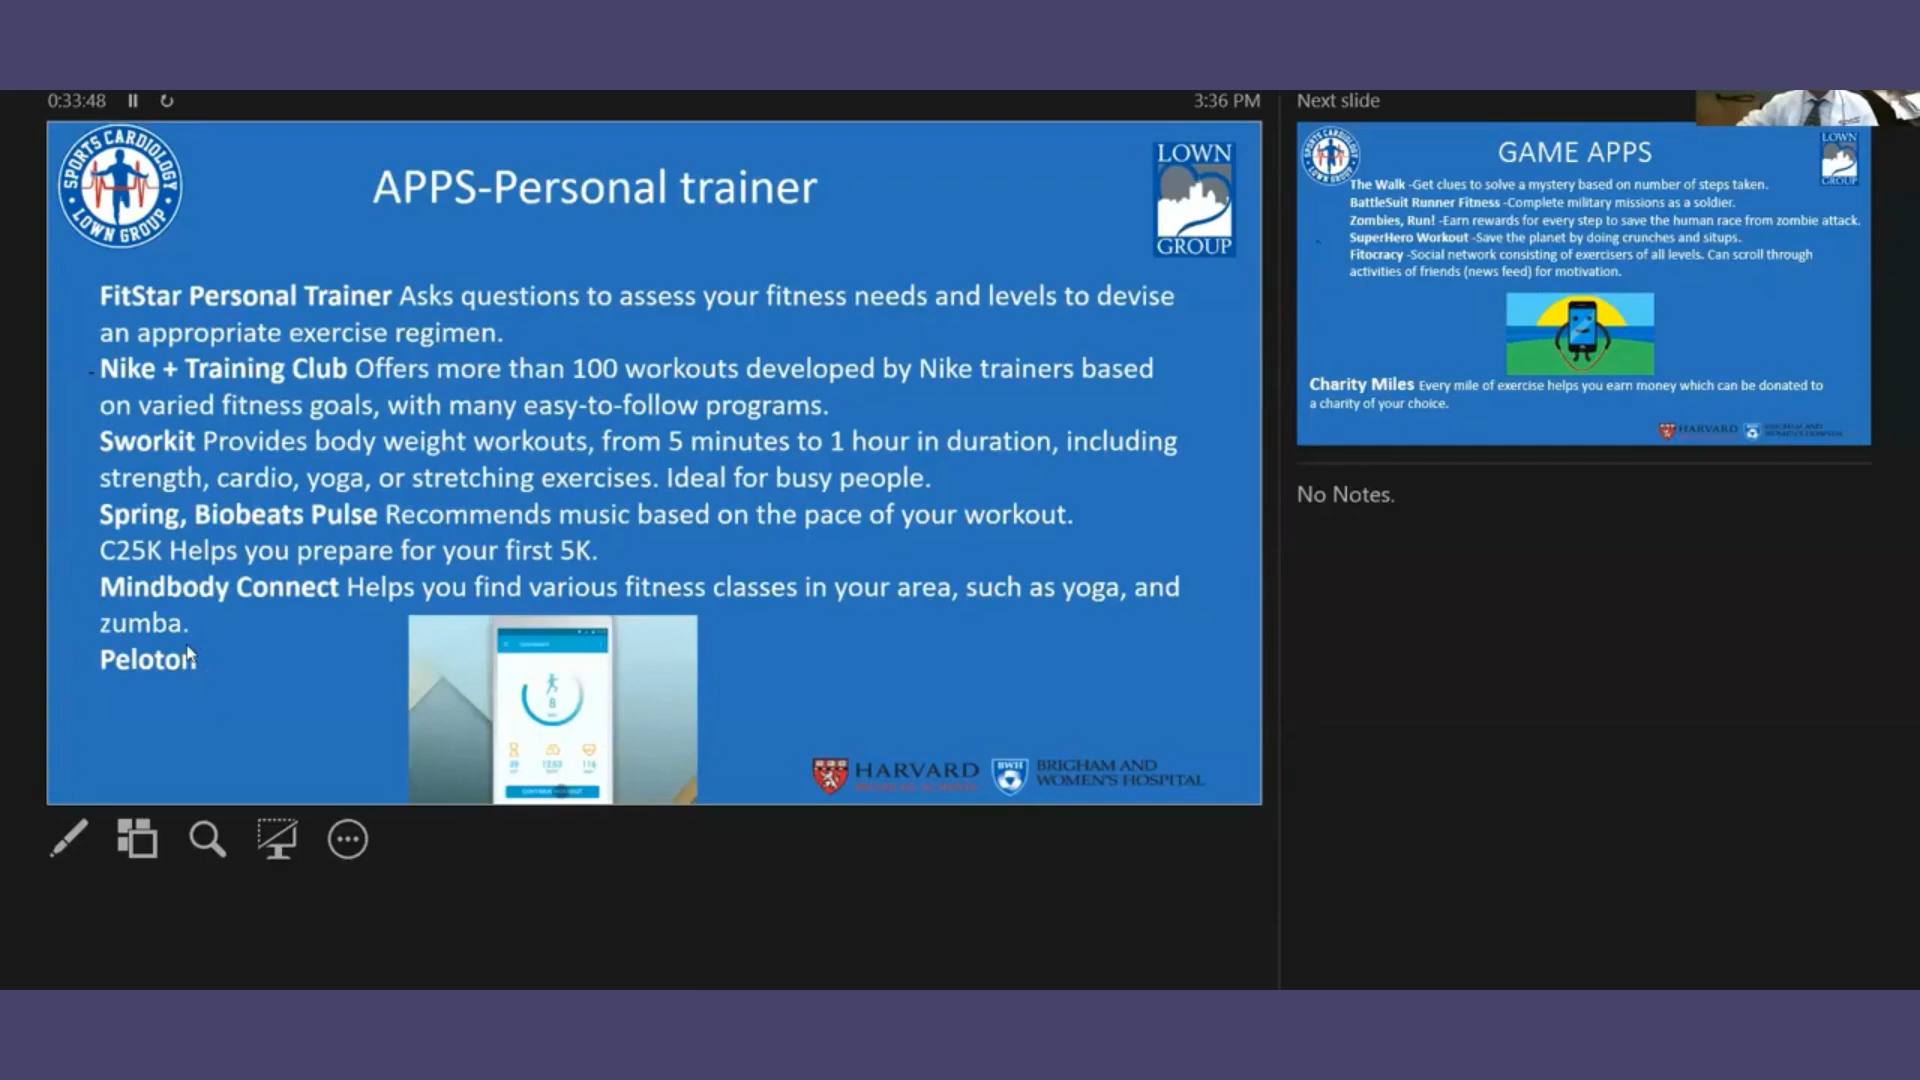 0:33:48
3:36 PM
SPORTS CARDIOLOGY
LOWN GROUP
APPS-Personal trainer
LOWN
GROUP
FitStar Personal Trainer Asks questions to assess your fitness needs and levels to devise
an appropriate exercise regimen.
Nike + Training Club Offers more than 100 workouts developed by Nike trainers based
on varied fitness goals, with many easy-to-follow programs.
Sworkit Provides body weight workouts, from 5 minutes to 1 hour in duration, including
strength, cardio, yoga, or stretching exercises. Ideal for busy people.
Spring, Biobeats Pulse Recommends music based on the pace of your workout.
C25K Helps you prepare for your first 5K.
Mindbody Connect Helps you find various fitness classes in your area, such as yoga, and
zumba.
Peloton
8
HARVARD
BWH
BRIGHAM AND
WOMEN'S HOSPITAL
Next slide
GAME APPS
LOWN
GROUP
The Walk -Get clues to solve a mystery based on number of steps taken.
BattleSuit Runner Fitness -Complete military missions as a soldier.
Zombies, Run! -Earn rewards for every step to save the human race from zombie attack.
SuperHero Workout -Save the planet by doing crunches and situps.
Fitocracy -Social network consisting of exercisers of all levels. Can scroll through
activities of friends (news feed) for motivation.
Charity Miles Every mile of exercise helps you earn money which can be donated to
a charity of your choice.
HARVARD
No Notes.